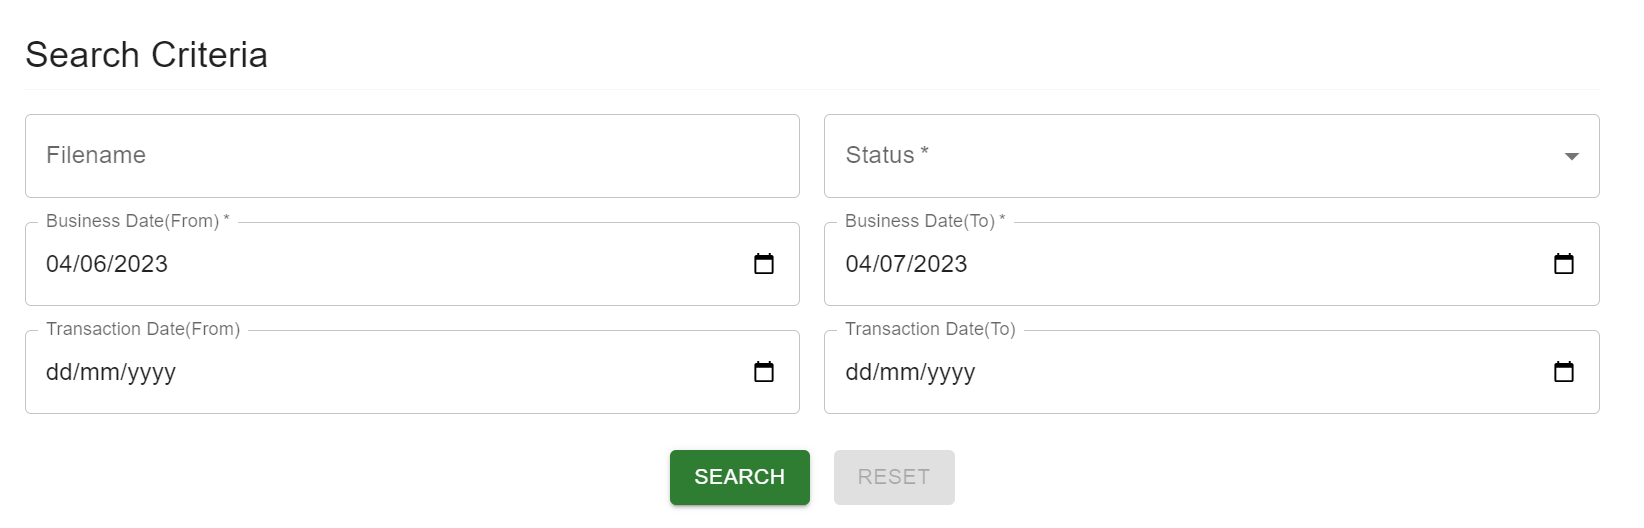 Search Criteria
Filename
Status *
Business Date(From) *
04/06/2023
Business Date(To) *
04/07/2023
Transaction Date(From)
dd/mm/yyyy
Transaction Date(To)
dd/mm/yyyy
SEARCH
RESET